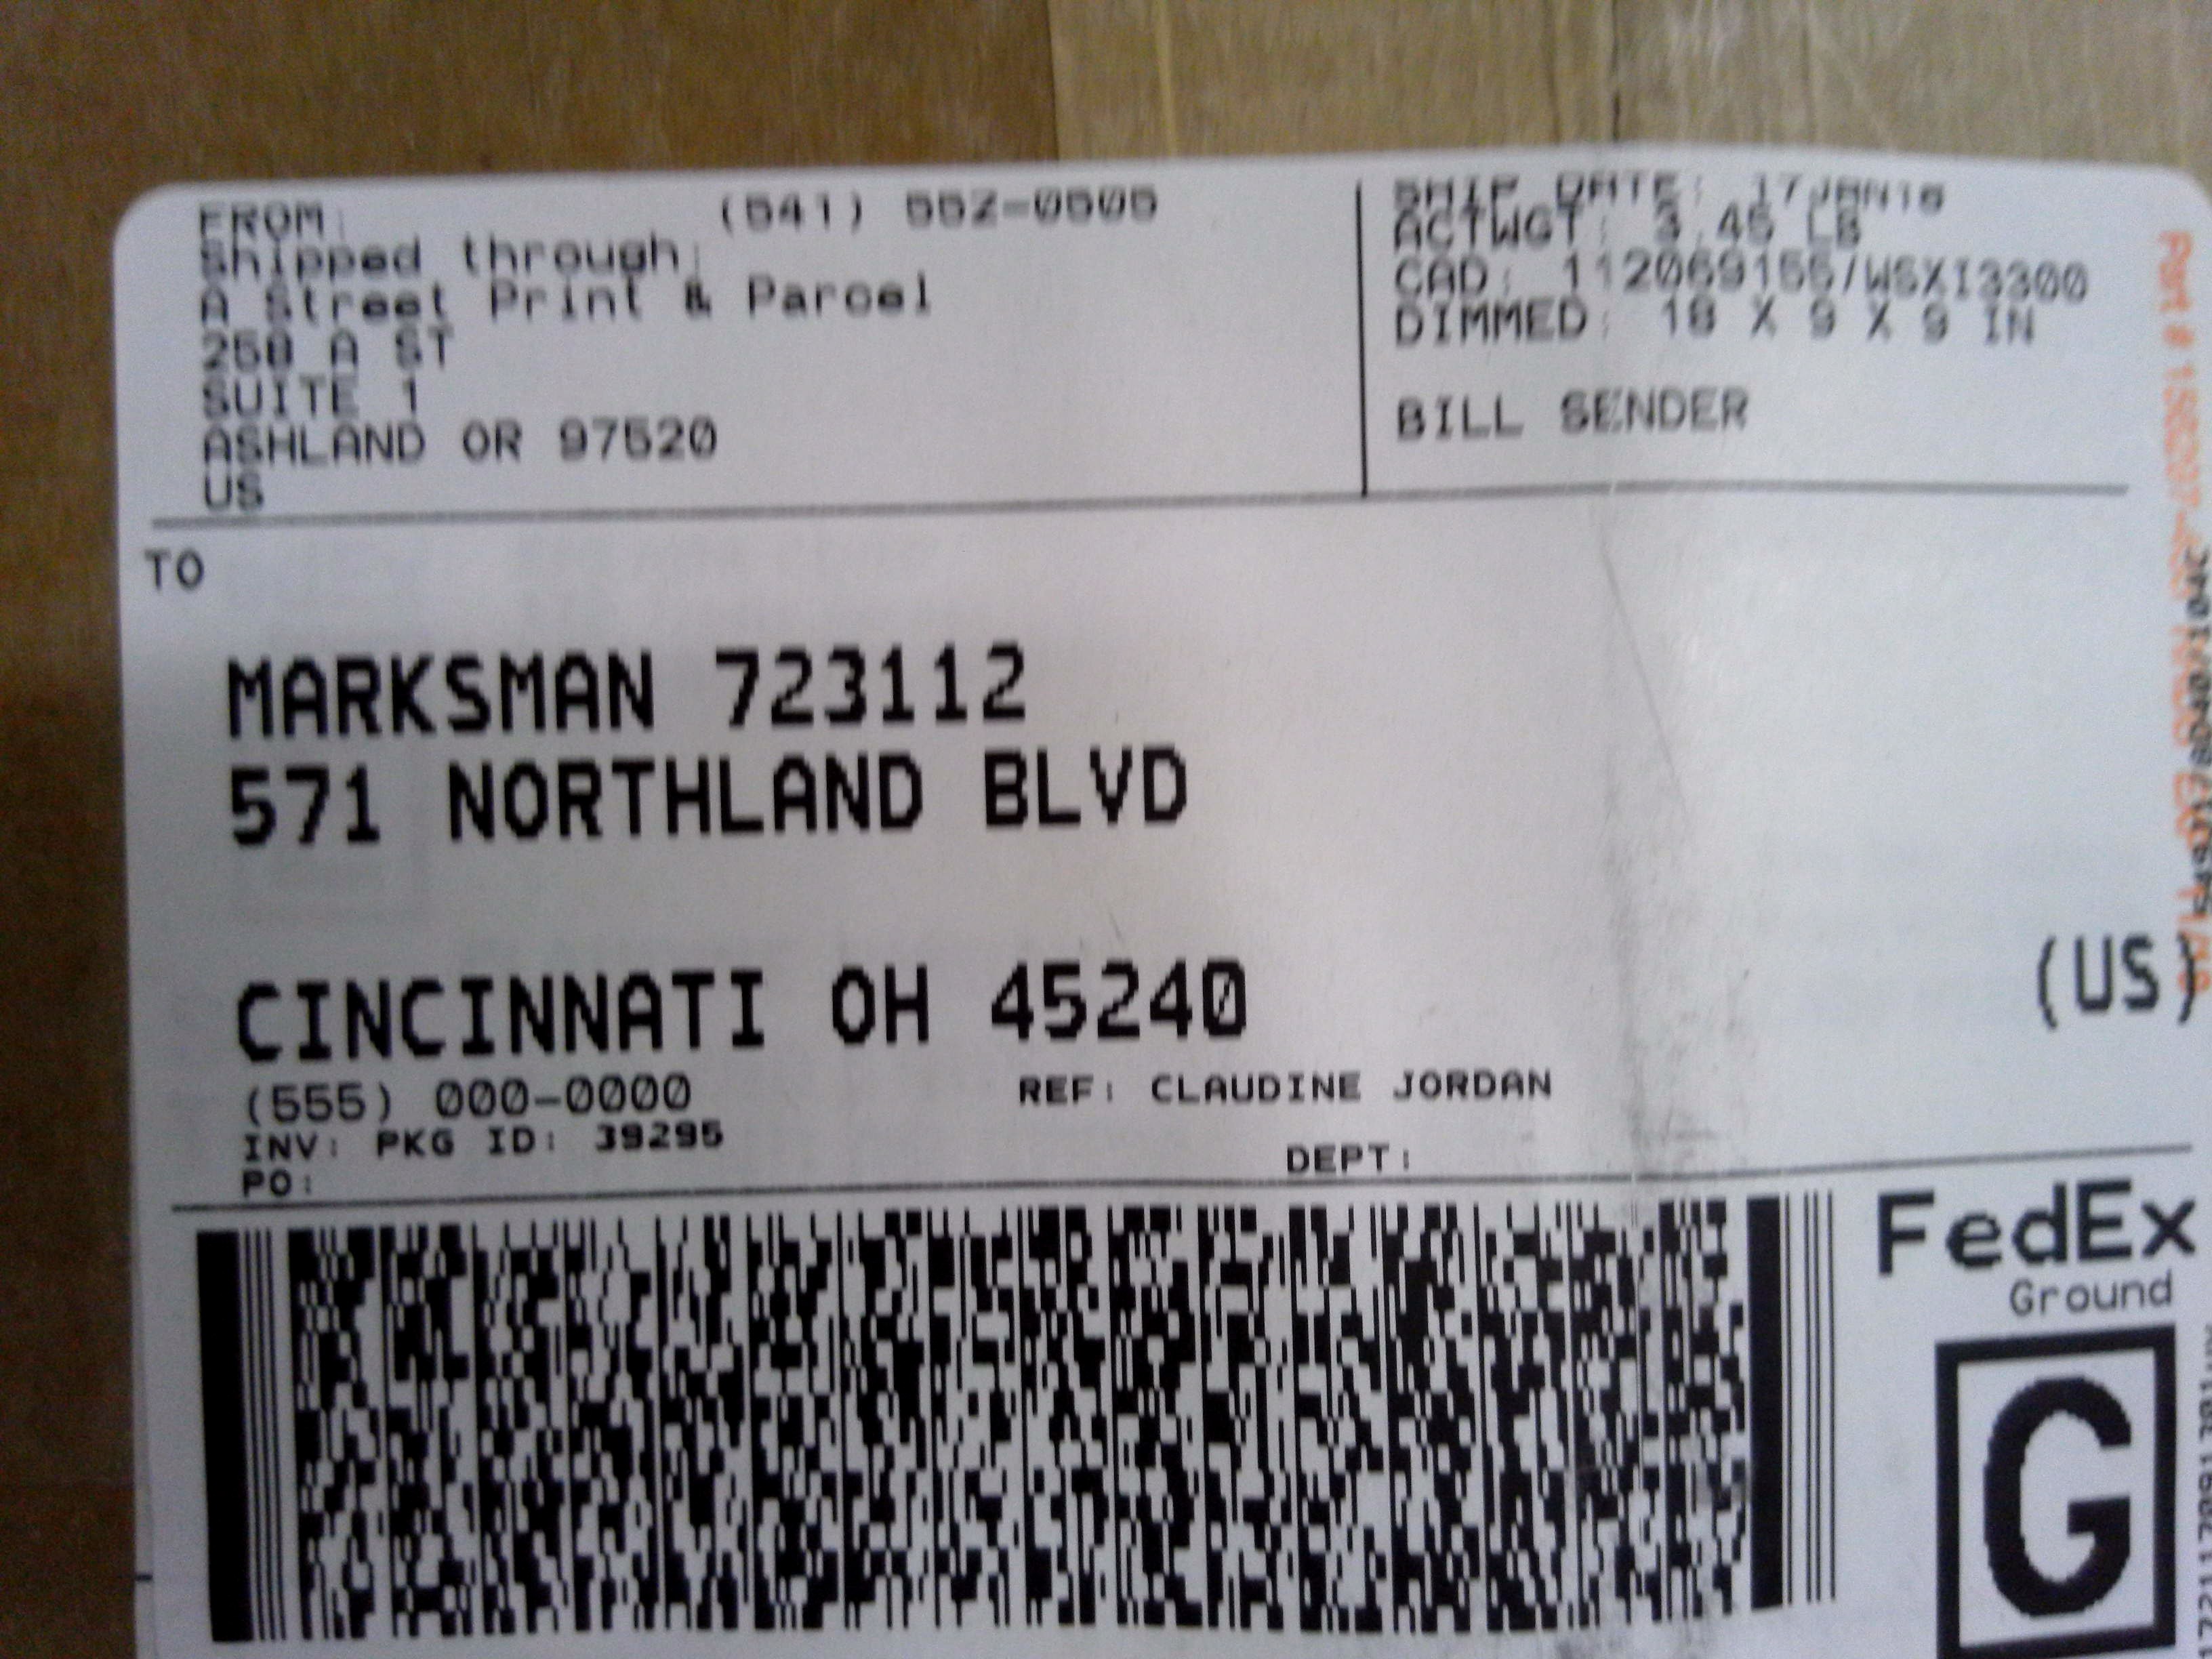 FROM: (541) 552-0505
Shipped through:
A Street Print & Parcel
258 A ST
SUITE 1
ASHLAND OR 97520
US
SHIP DATE: 17JAN16
ACTWGT: 3.45 LB
CAD: 112069155/WSXI3300
DIMMED: 18 X 9 X 9 IN
BILL SENDER
TO
MARKSMAN 723112
571 NORTHLAND BLVD
CINCINNATI OH 45240
(US)
(555) 000-0000
REF: CLAUDINE JORDAN
INV: PKG ID: 39295
PO:
DEPT:
FedEx
Ground
G
Part #